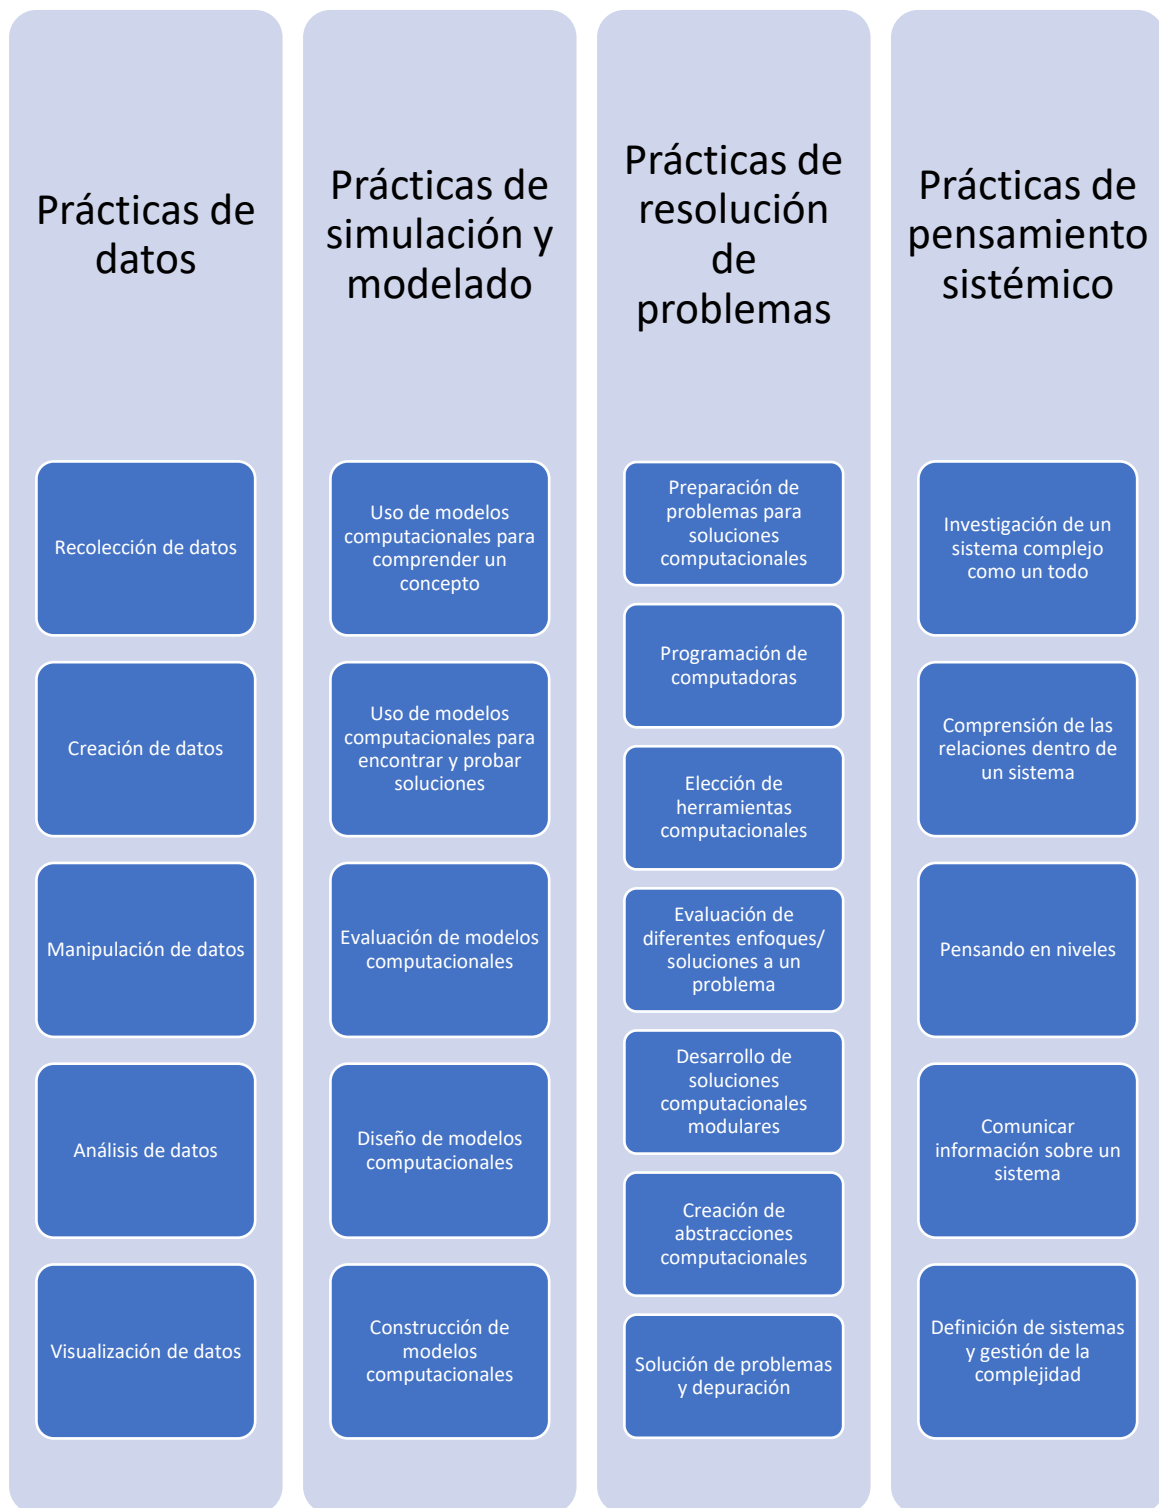 Prácticas de
datos
Recolección de datos
Creación de datos
Manipulación de datos
Análisis de datos
Visualización de datos
Prácticas de
simulación y
modelado
Uso de modelos
computacionales para
comprender un
concepto
Uso de modelos
computacionales para
encontrar y probar
soluciones
Evaluación de modelos
computacionales
Diseño de modelos
computacionales
Construcción de
modelos
computacionales
Prácticas de
resolución
de
problemas
Preparación de
problemas para
soluciones
computacionales
Programación de
computadoras
Elección de
herramientas
computacionales
Evaluación de
diferentes enfoques/
soluciones a un
problema
Desarrollo de
soluciones
computacionales
modulares
Creación de
abstracciones
computacionales
Solución de problemas
y depuración
Prácticas de
pensamiento
sistémico
Investigación de un
sistema complejo
como un todo
Comprensión de las
relaciones dentro de
un sistema
Pensando en niveles
Comunicar
información sobre un
sistema
Definición de sistemas
y gestión de la
complejidad